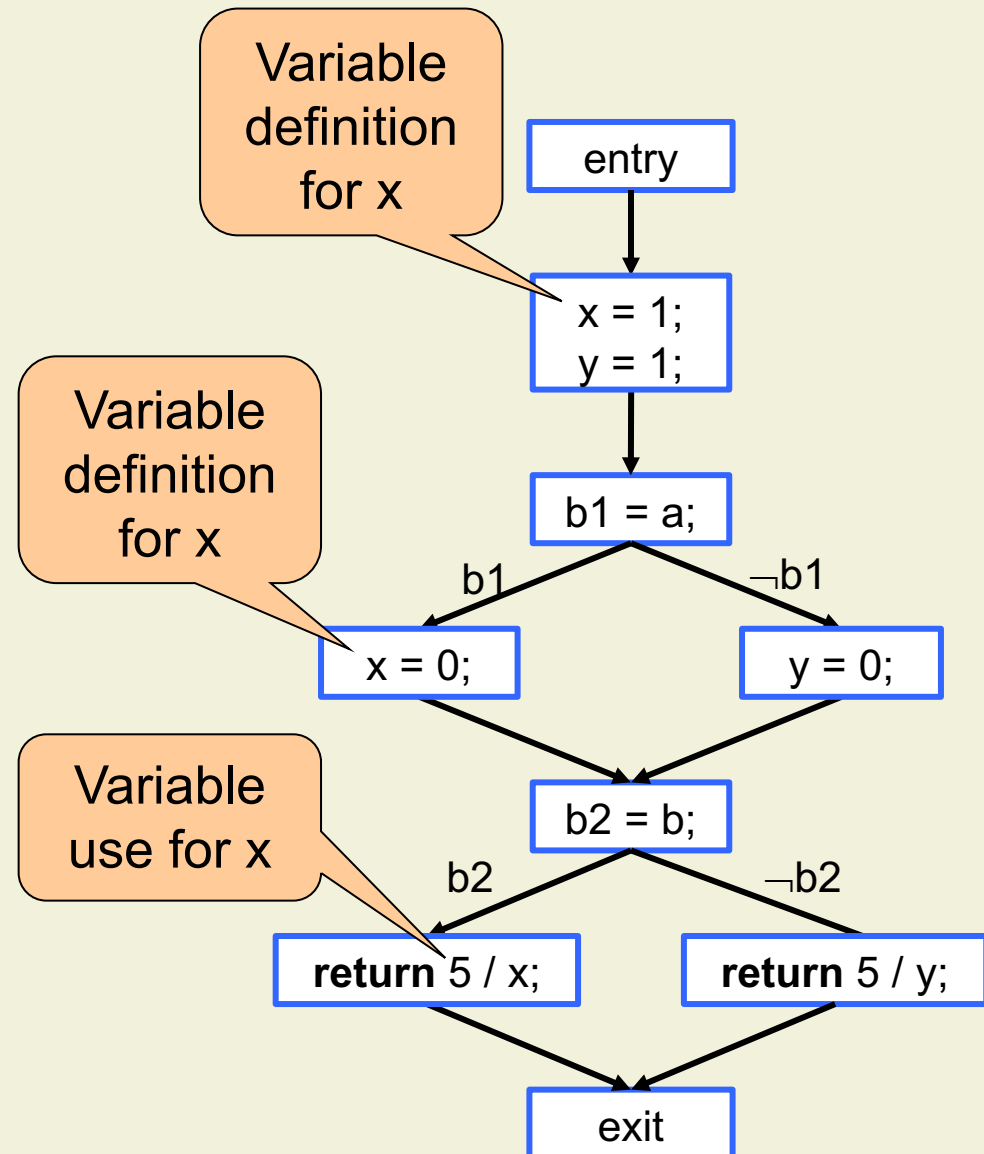 Variable
definition
for x
entry
x = 1;
y = 1;
Variable
definition
for x
b1 = a;
b1
¬b1
x = 0;
y = 0;
Variable
use for x
b2 = b;
b2
¬b2
return 5 / x;
return 5 / y;
exit